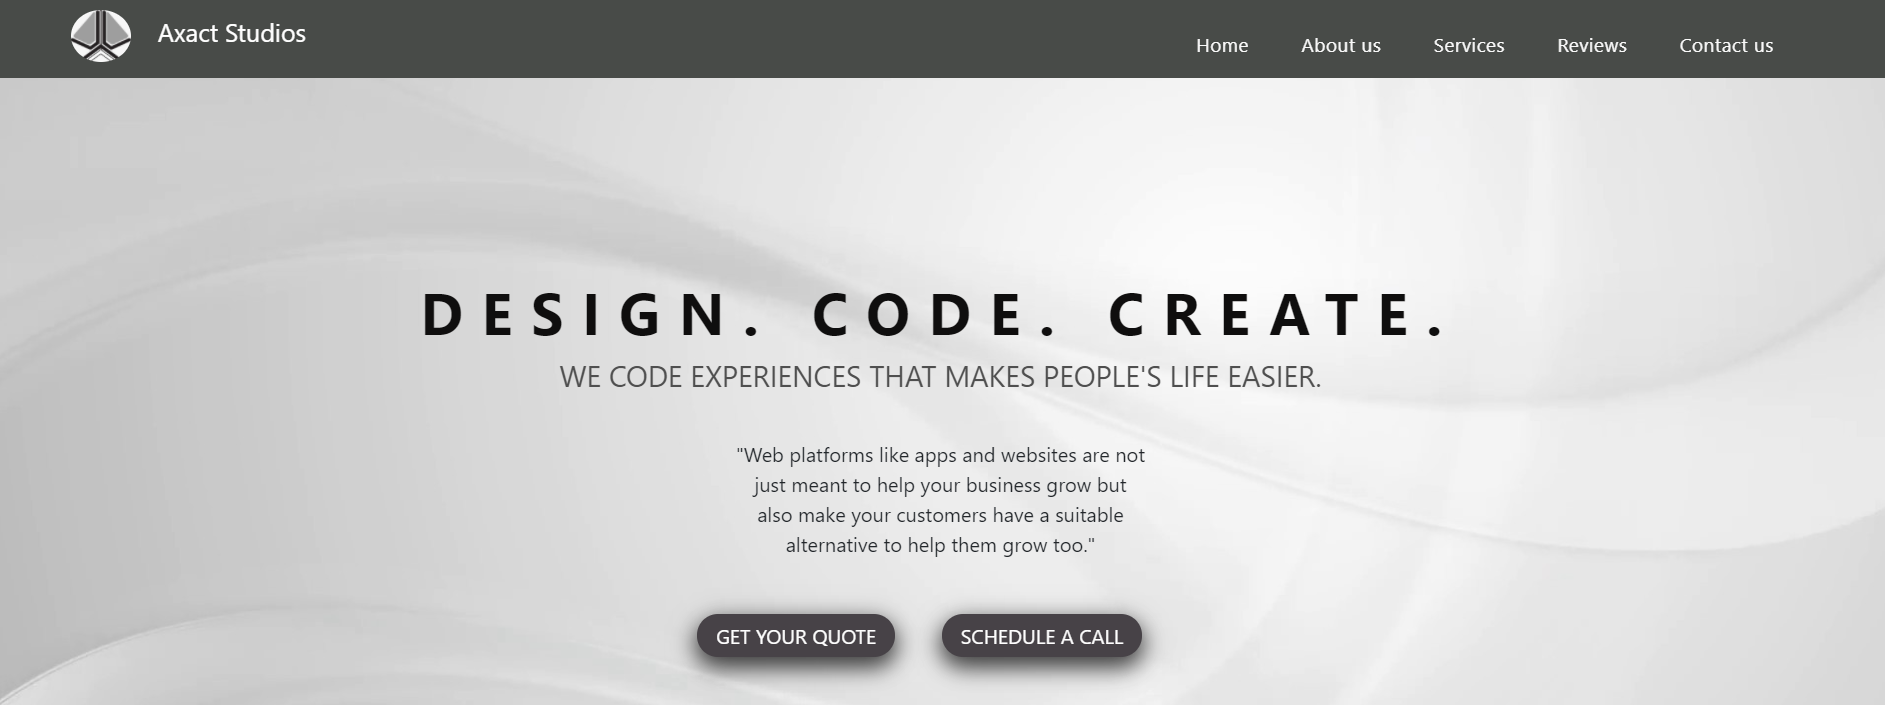 Axact Studios
Home About us Services Reviews Contact us
DESIGN. CODE. CREATE.
WE CODE EXPERIENCES THAT MAKES PEOPLE'S LIFE EASIER.
"Web platforms like apps and websites are not
just meant to help your business grow but
also make your customers have a suitable
alternative to help them grow too."
GET YOUR QUOTE SCHEDULE A CALL